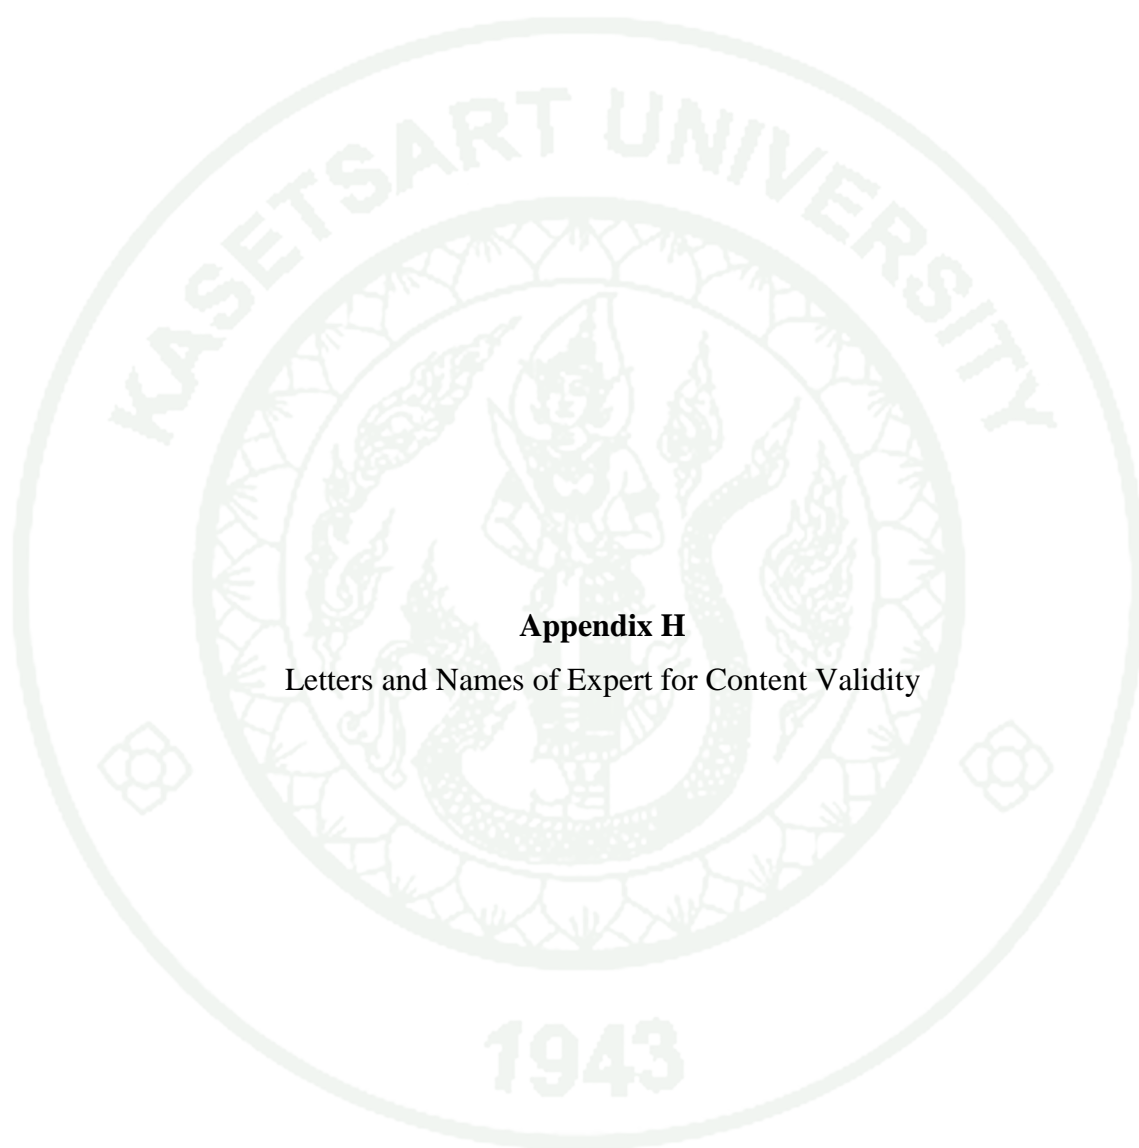 KASETSART UNIVERSITY
Appendix H
Letters and Names of Expert for Content Validity
1943